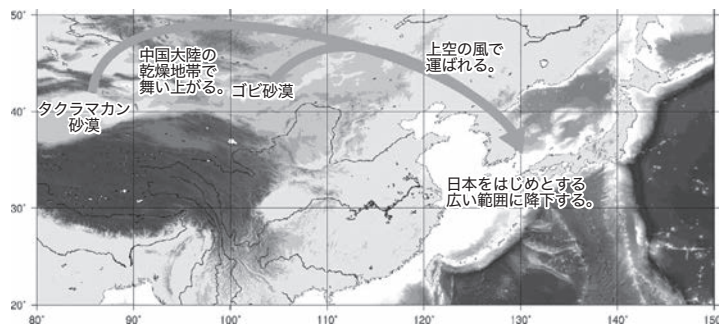 50°
40°
30°
20°
80°
90°
100°
110°
120°
130°
140°
150°
中国大陸の
乾燥地帯で
舞い上がる。
ゴビ砂漠
タクラマカン
砂漠
上空の風で
運ばれる。
日本をはじめとする
広い範囲に降下する。